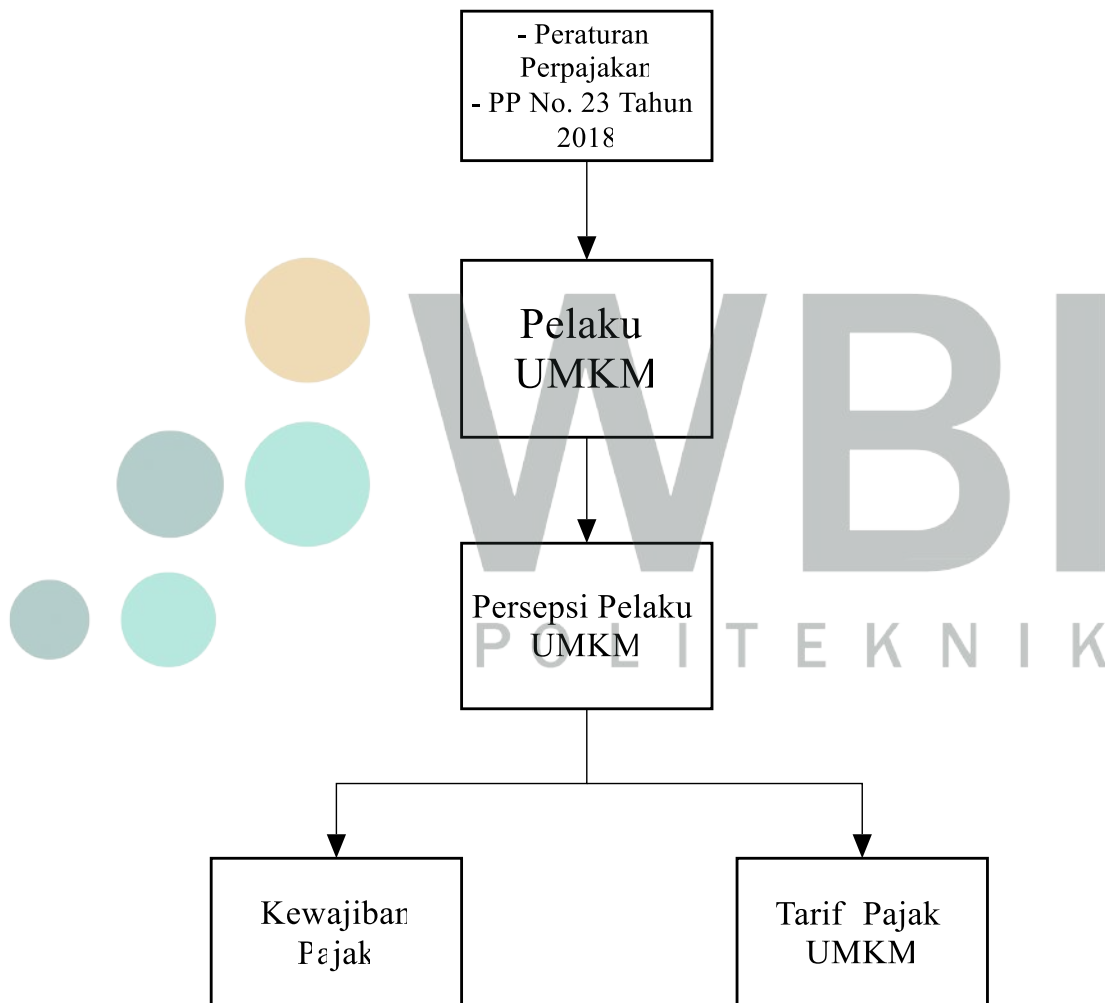 - Peraturan
Perpajakan
- PP No. 23 Tahun
2018
Pelaku
UMKM
WBI
Persepsi Pelaku
UMKM
POLITEKNIK
Kewajiban
Pajak
Tarif Pajak
UMKM